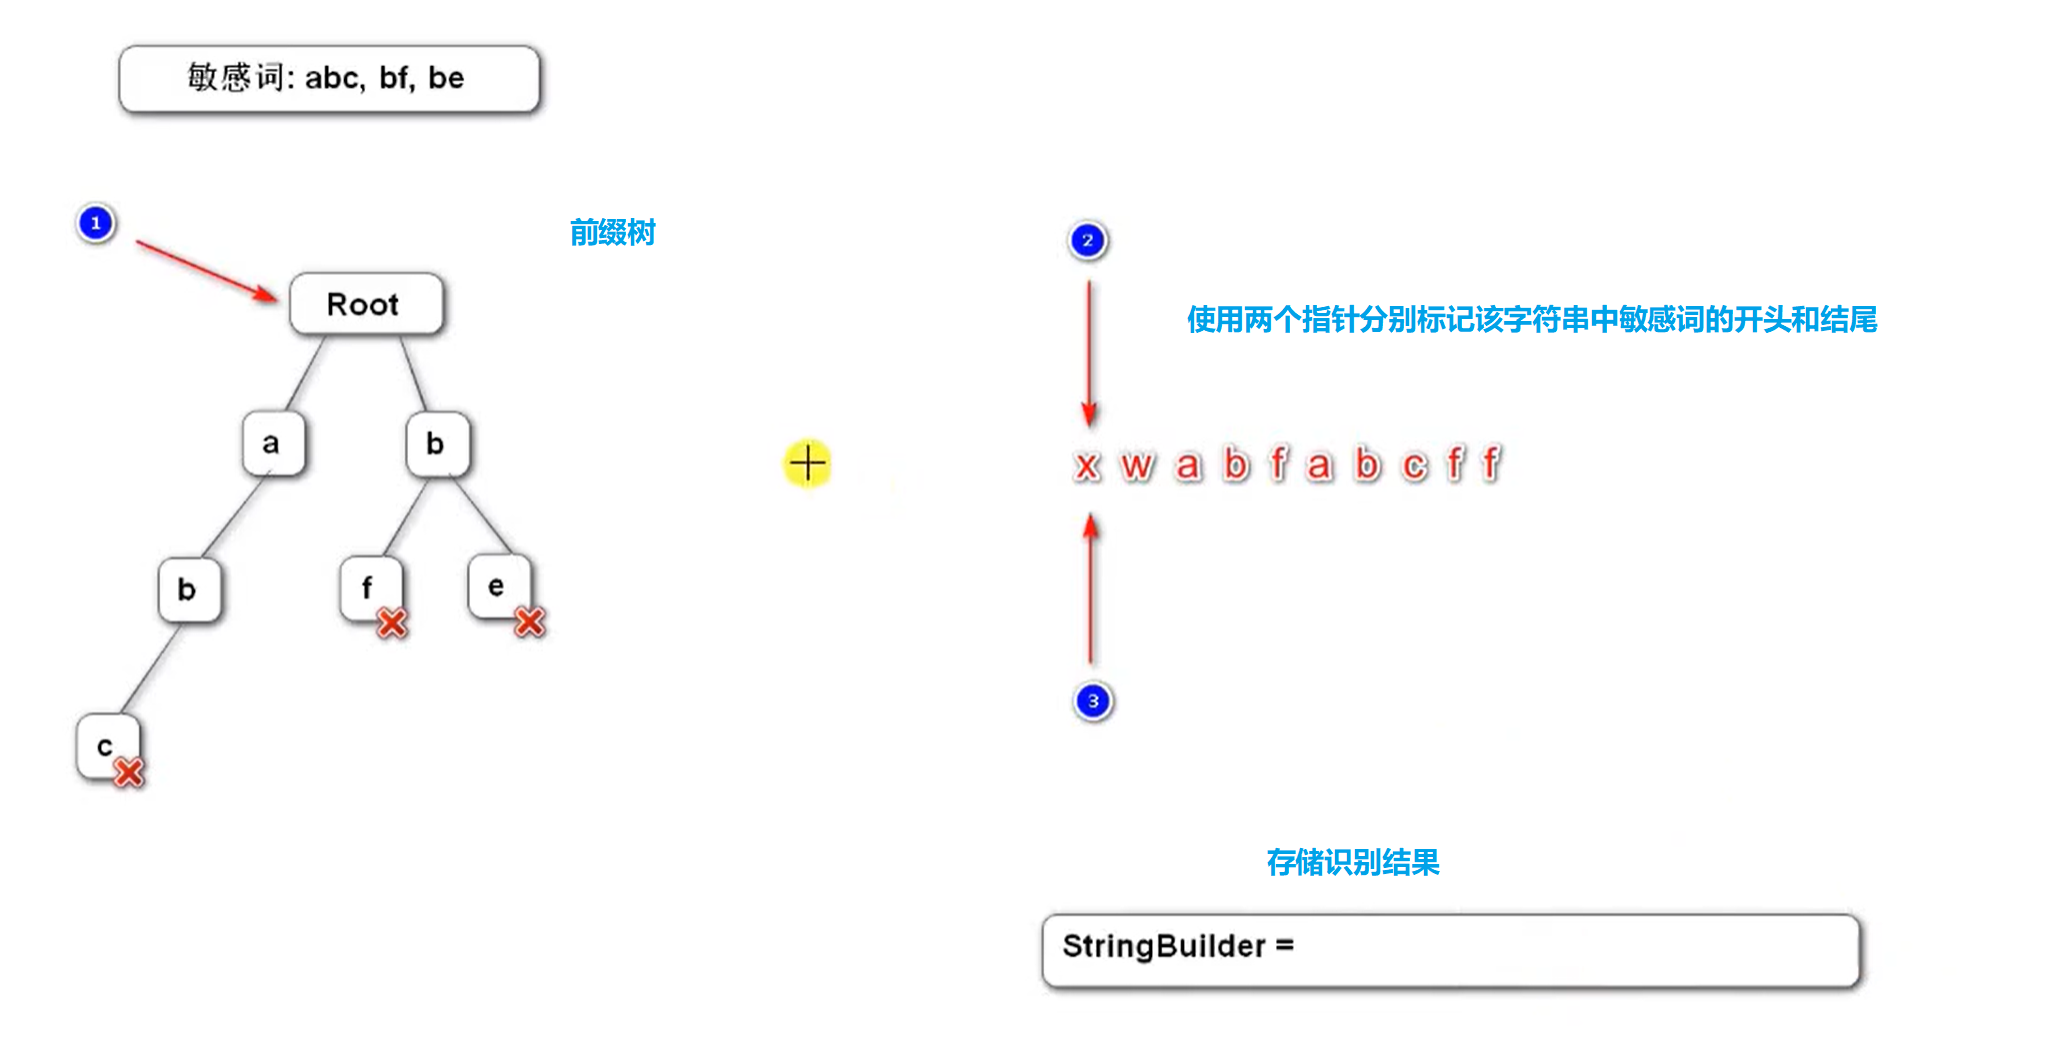 敏感词: abc, bf, be
1
前缀树
2
Root
使用两个指针分别标记该字符串中敏感词的开头和结尾
a
b
x w a b f a b c f f
b
f
e
3
c
存储识别结果
StringBuilder =